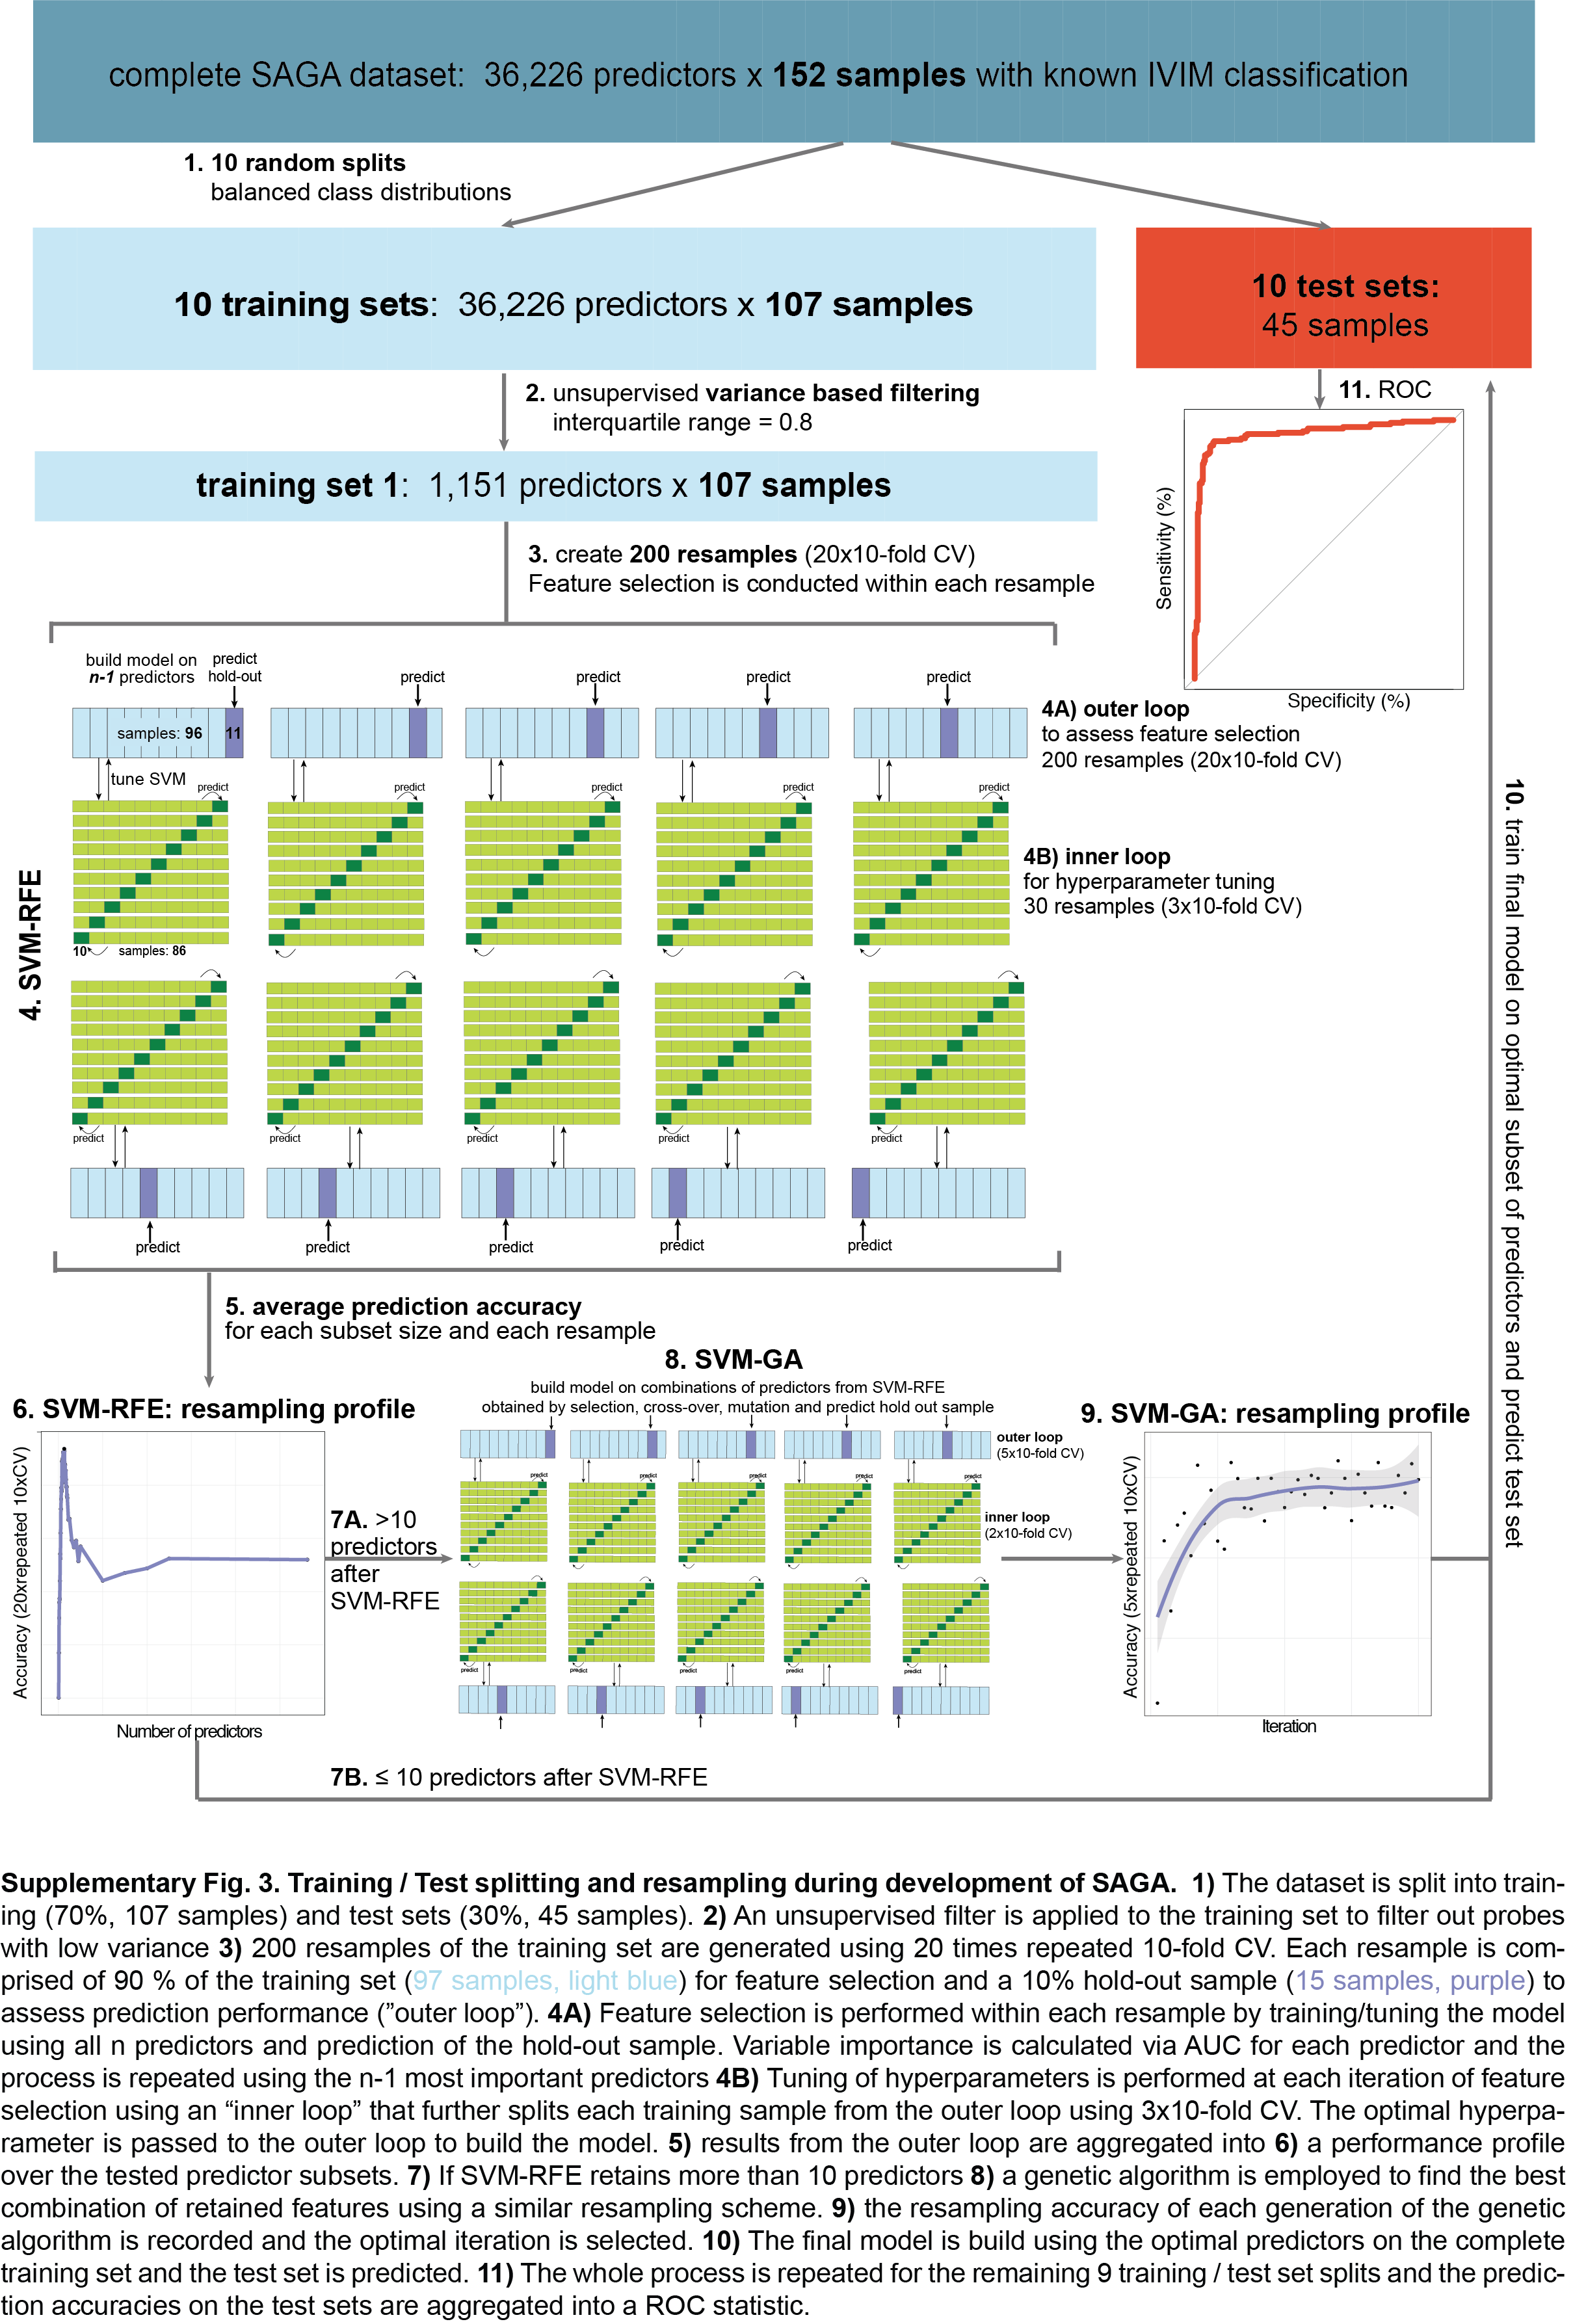 complete SAGA dataset: 36,226 predictors x 152 samples with known IVIM classification
1. 10 random splits
balanced class distributions
10 training sets: 36,226 predictors x 107 samples
10 test sets:
45 samples
2. unsupervised variance based filtering
interquartile range = 0.8
11. ROC
training set 1: 1,151 predictors x 107 samples
Sensitivity (%)
Specificity (%)
3. create 200 resamples (20x10-fold CV)
Feature selection is conducted within each resample
build model on
n-1 predictors
predict
hold-out
predict
predict
predict
predict
samples: 96
11
4A) outer loop
to assess feature selection
200 resamples (20x10-fold CV)
tune SVM
predict
predict
predict
predict
predict
4. SVM-RFE
4B) inner loop
for hyperparameter tuning
30 resamples (3x10-fold CV)
10
samples: 86
predict
predict
predict
predict
predict
predict
predict
predict
predict
predict
10. train final model on optimal subset of predictors and predict test set
5. average prediction accuracy
for each subset size and each resample
6. SVM-RFE: resampling profile
Accuracy (20xrepeated 10xCV)
Number of predictors
7A. >10
predictors
after
SVM-RFE
8. SVM-GA
build model on combinations of predictors from SVM-RFE
obtained by selection, cross-over, mutation and predict hold out sample
outer loop
(5x10-fold CV)
predict
predict
predict
predict
predict
inner loop
(2x10-fold CV)
predict
predict
predict
predict
predict
9. SVM-GA: resampling profile
Accuracy (5xrepeated 10xCV)
Iteration
7B. ≤ 10 predictors after SVM-RFE
Supplementary Fig. 3. Training / Test splitting and resampling during development of SAGA. 1) The dataset is split into train-
ing (70%, 107 samples) and test sets (30%, 45 samples). 2) An unsupervised filter is applied to the training set to filter out probes
with low variance 3) 200 resamples of the training set are generated using 20 times repeated 10-fold CV. Each resample is com-
prised of 90 % of the training set (97 samples, light blue) for feature selection and a 10% hold-out sample (15 samples, purple) to
assess prediction performance (”outer loop”). 4A) Feature selection is performed within each resample by training/tuning the model
using all n predictors and prediction of the hold-out sample. Variable importance is calculated via AUC for each predictor and the
process is repeated using the n-1 most important predictors 4B) Tuning of hyperparameters is performed at each iteration of feature
selection using an “inner loop” that further splits each training sample from the outer loop using 3x10-fold CV. The optimal hyperpa-
rameter is passed to the outer loop to build the model. 5) results from the outer loop are aggregated into 6) a performance profile
over the tested predictor subsets. 7) If SVM-RFE retains more than 10 predictors 8) a genetic algorithm is employed to find the best
combination of retained features using a similar resampling scheme. 9) the resampling accuracy of each generation of the genetic
algorithm is recorded and the optimal iteration is selected. 10) The final model is build using the optimal predictors on the complete
training set and the test set is predicted. 11) The whole process is repeated for the remaining 9 training / test set splits and the predic-
tion accuracies on the test sets are aggregated into a ROC statistic.